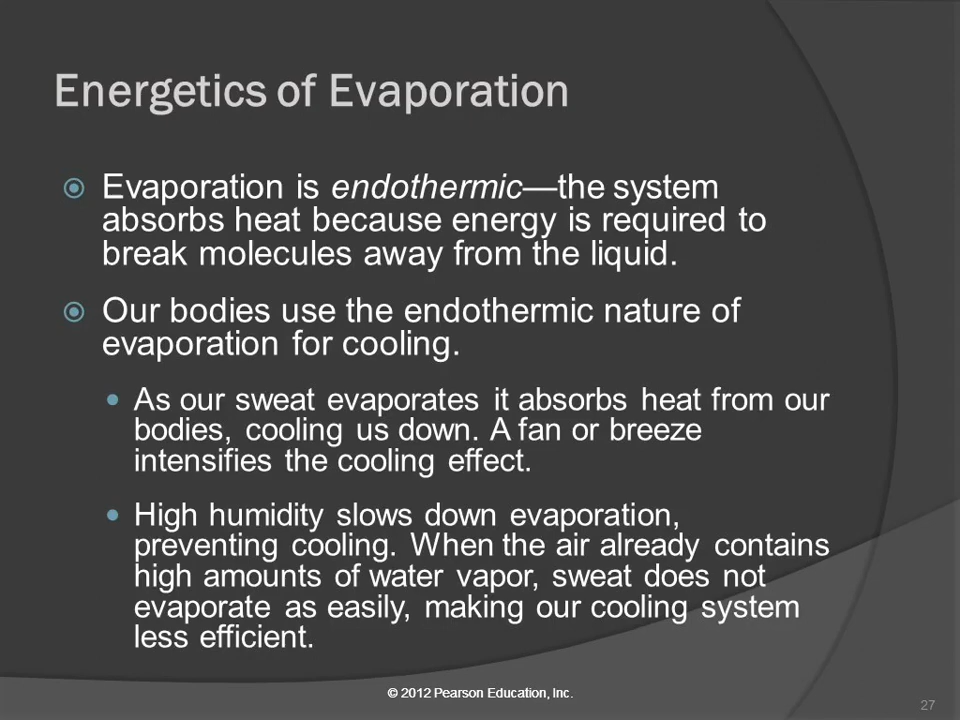 Energetics of Evaporation
Evaporation is endothermic—the system
absorbs heat because energy is required to
break molecules away from the liquid.
Our bodies use the endothermic nature of
evaporation for cooling.
As our sweat evaporates it absorbs heat from our
bodies, cooling us down. A fan or breeze
intensifies the cooling effect.
High humidity slows down evaporation,
preventing cooling. When the air already contains
high amounts of water vapor, sweat does not
evaporate as easily, making our cooling system
less efficient.
© 2012 Pearson Education, Inc.
27